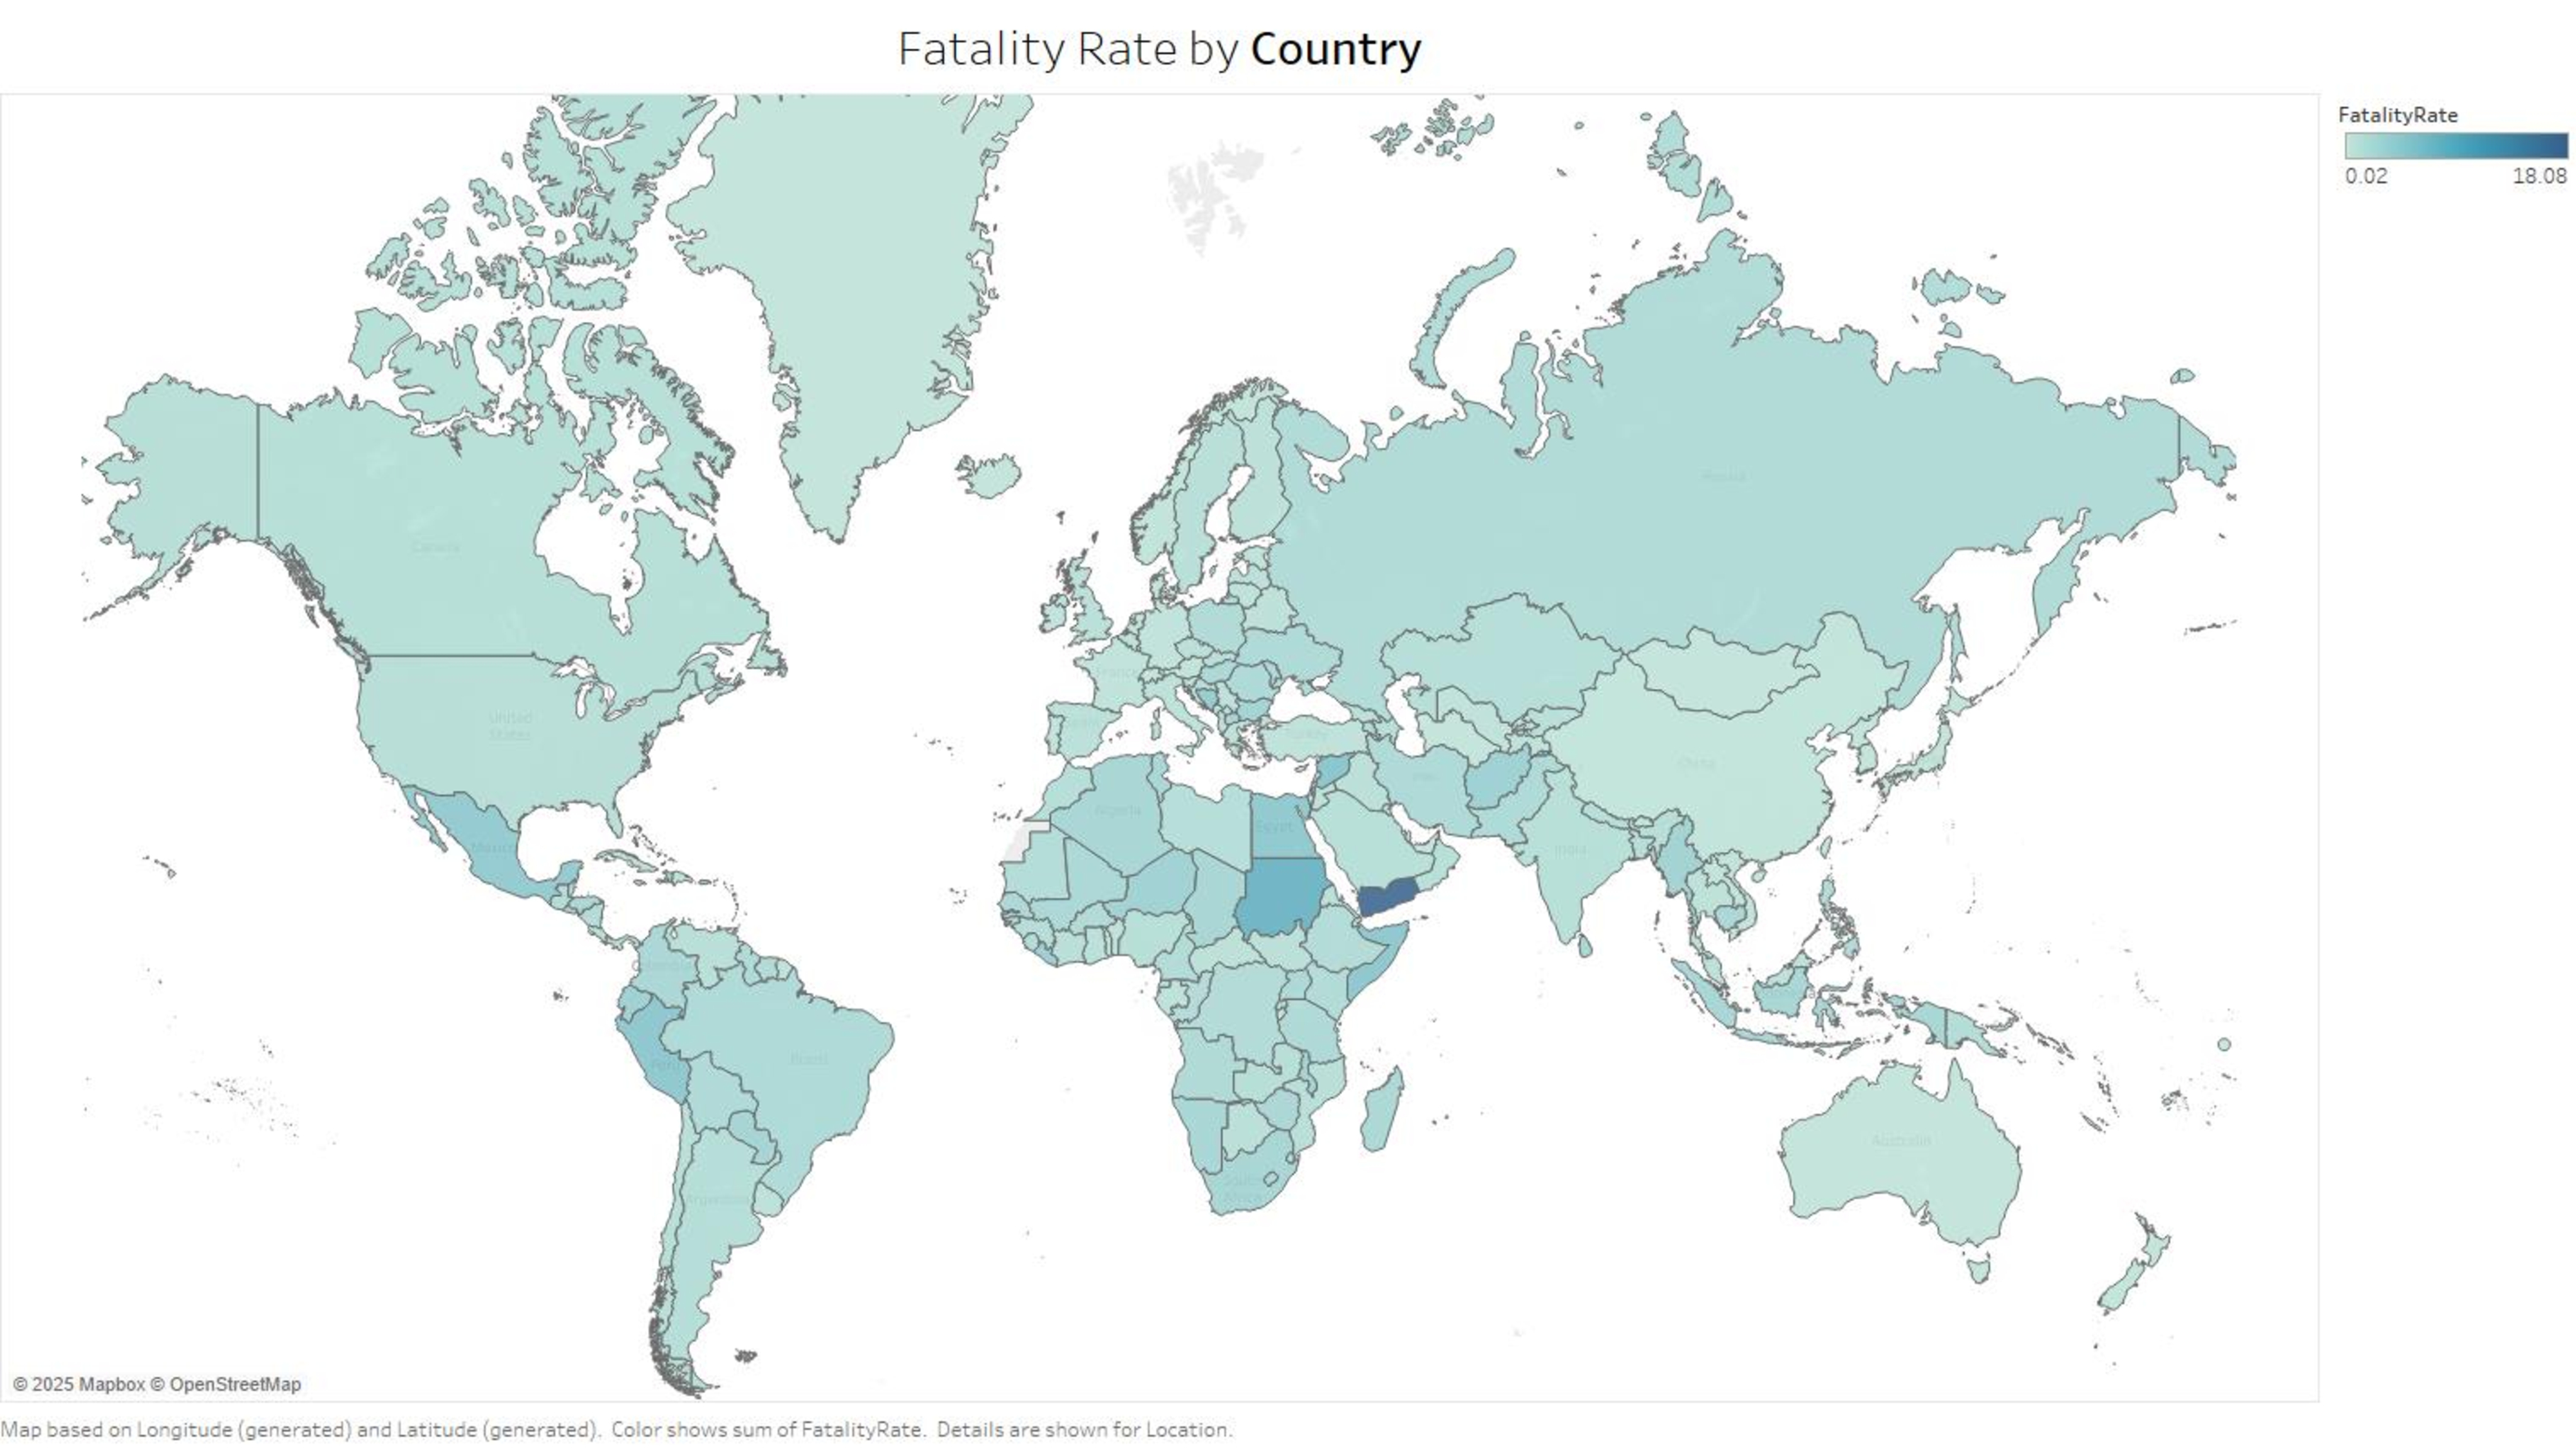 Fatality Rate by Country
FatalityRate
0.02 18.08
Russia
Canada
France
United
States
Turkey
China
Iran
Algeria
Egypt
Mexico
India
Colombia
Brazil
Peru
Australia
South
Africa
Argentina
© 2025 Mapbox © OpenStreetMap
Map based on Longitude (generated) and Latitude (generated). Color shows sum of FatalityRate. Details are shown for Location.